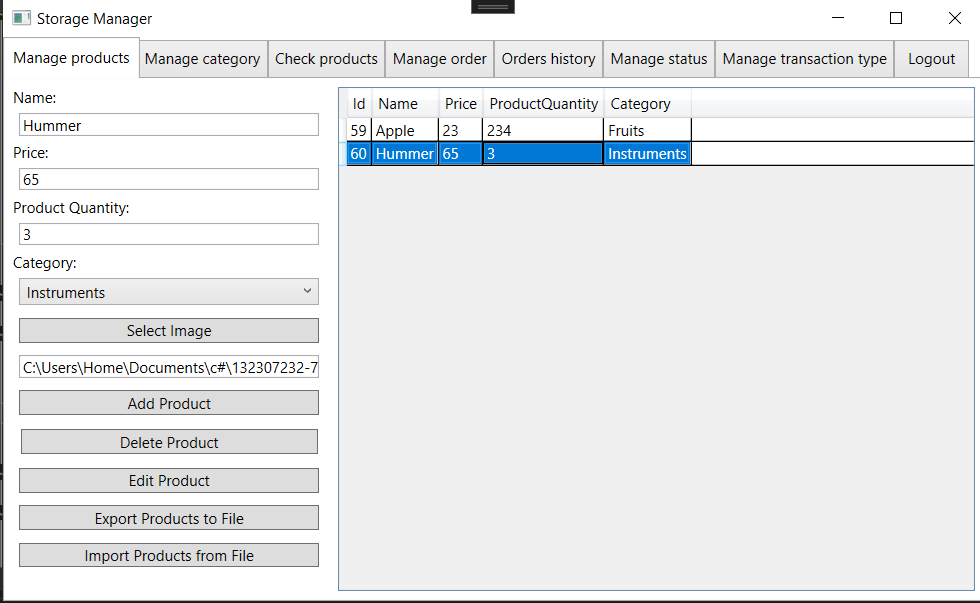 Storage Manager
Manage products Manage category Check products Manage order Orders history Manage status Manage transaction type Logout
Name:
Hummer
Price:
65
Product Quantity:
3
Category:
Instruments
Select Image
C:\Users\Home\Documents\c#\132307232-7
Add Product
Delete Product
Edit Product
Export Products to File
Import Products from File
Id Name Price ProductQuantity Category
59 Apple 23 234 Fruits
60 Hummer 65 3 Instruments